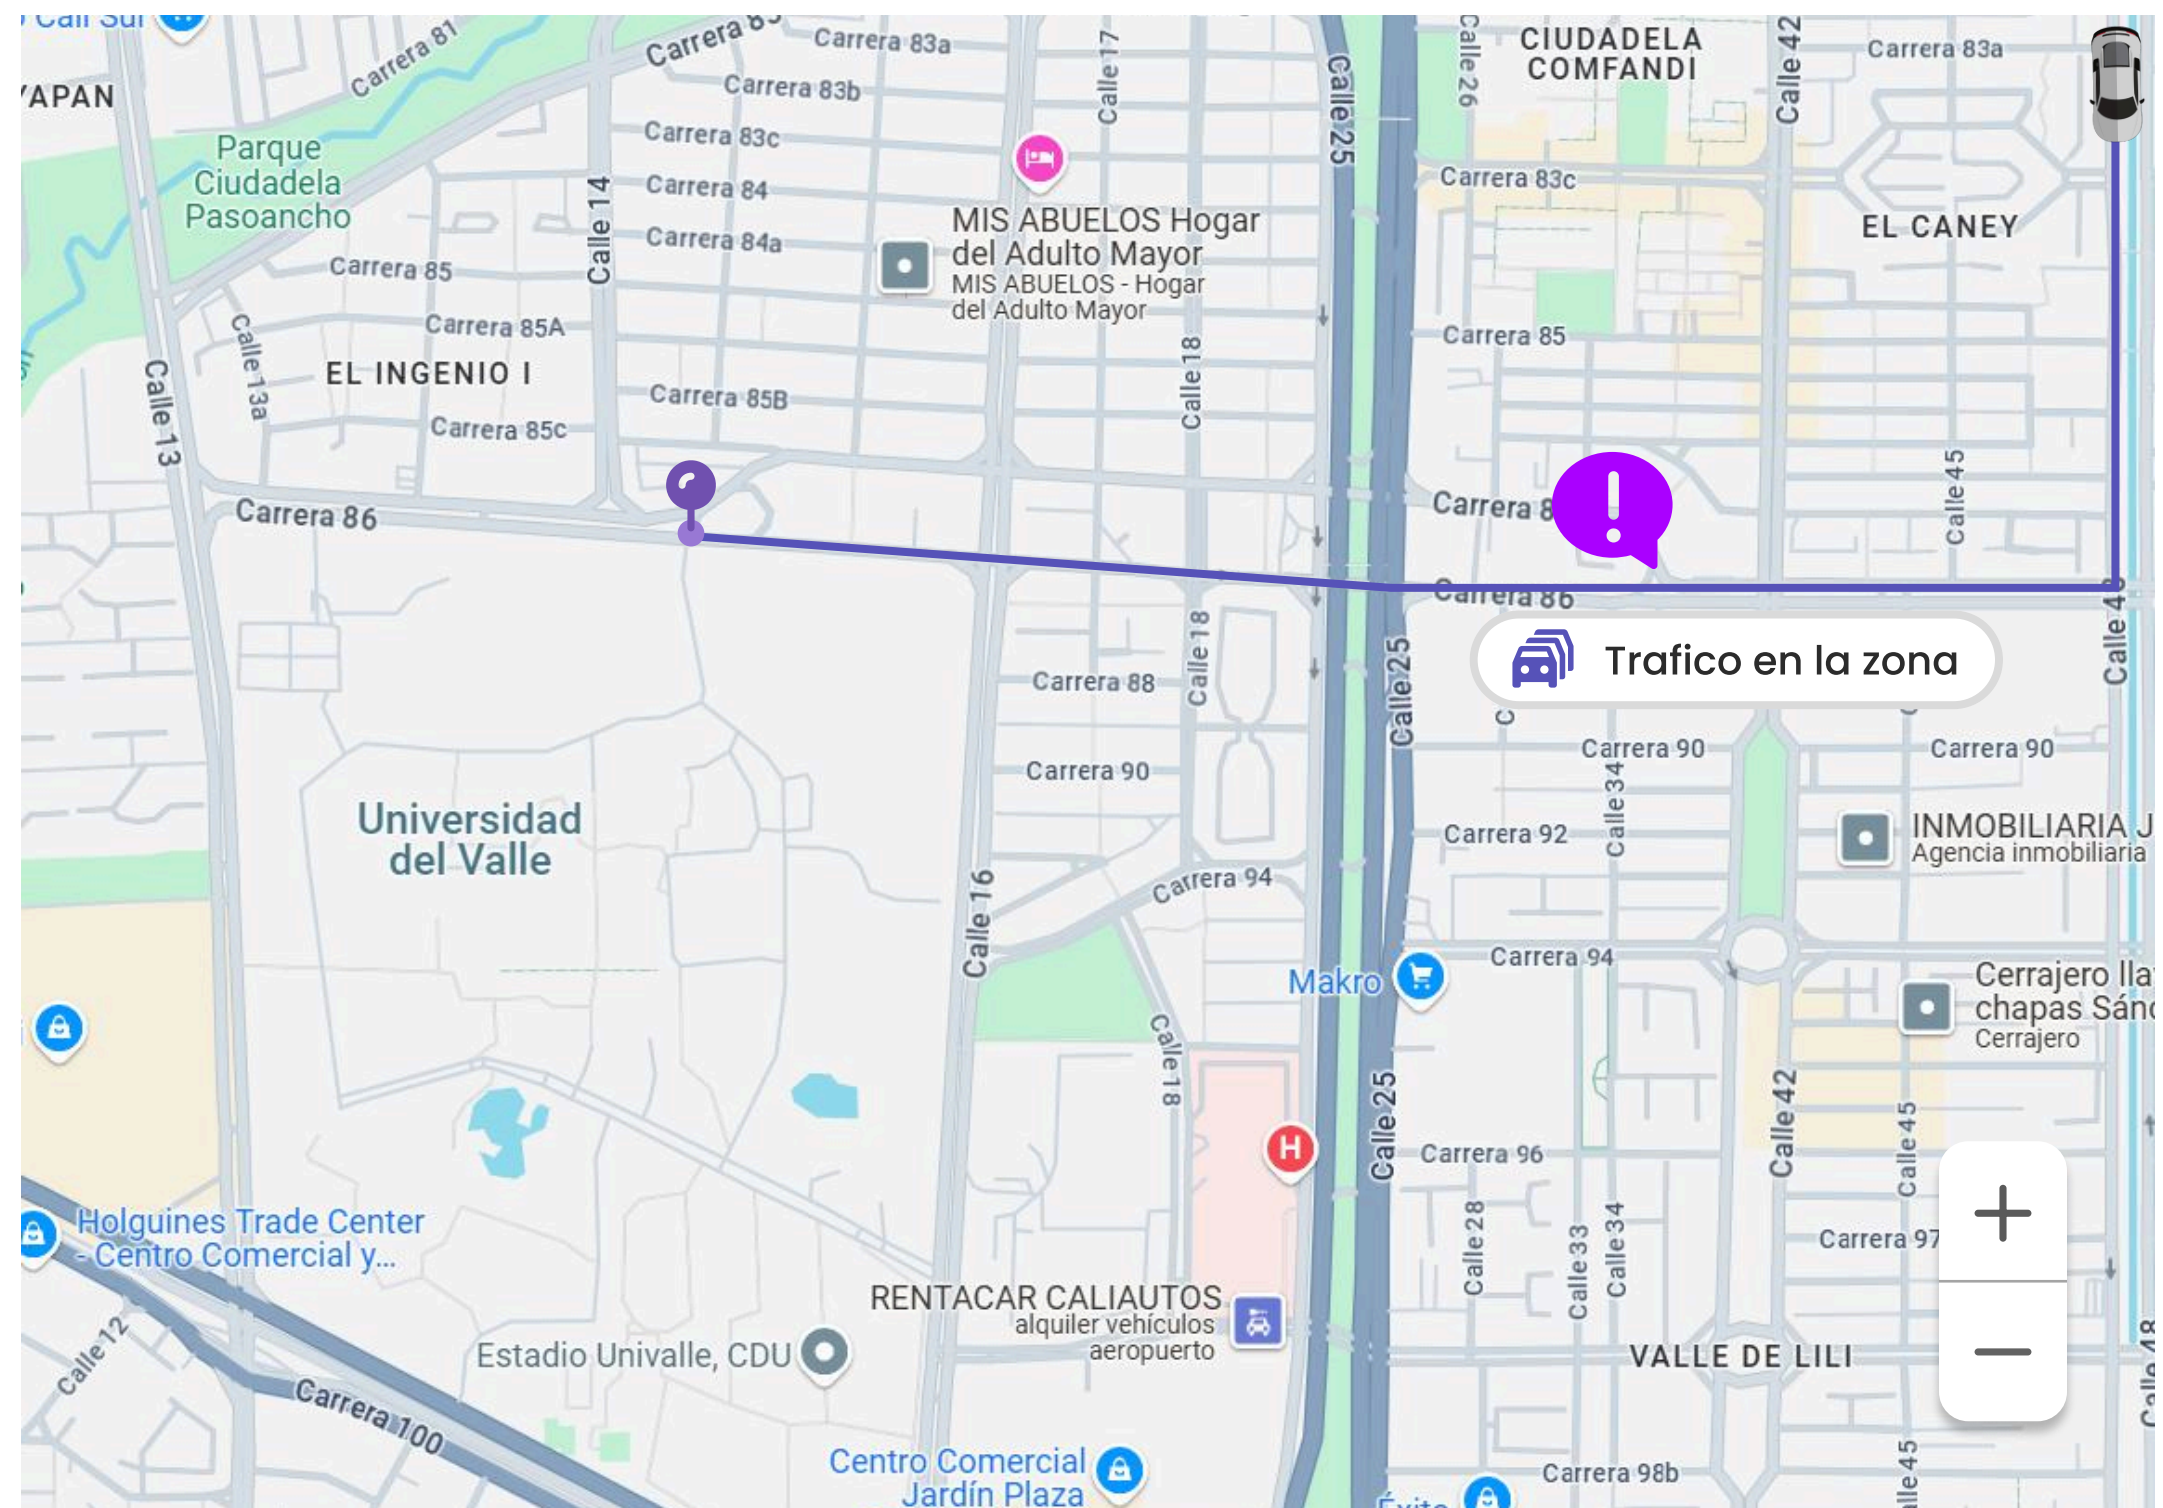 Cali Sur
Carrera 81
Carrera 83a
Calle 17
Calle 25
Calle 26
CIUDADELA
COMFANDI
Calle 42
Carrera 83a
Carrera 83b
Parque
Ciudadela
Pasoancho
Carrera 83c
Calle 14
Carrera 84
Carrera 84a
MIS ABUELOS Hogar
del Adulto Mayor
MIS ABUELOS - Hogar
del Adulto Mayor
Carrera 83c
EL CANEY
Carrera 85
Carrera 85A
Calle 13a
EL INGENIO I
Calle 13
Carrera 85B
Carrera 85c
Calle 18
Carrera 85
Calle 45
Carrera
Carrera 86
Carrera 86
Calle 18
Calle 25
Trafico en la zona
Carrera 88
Carrera 90
Carrera 90
Carrera 90
Calle 34
Universidad
del Valle
Carrera 92
INMOBILIARIA J
Agencia inmobiliaria
Calle 16
Carrera 94
Carrera 94
Makro
Cerrajero lla
chapas Sánc
Cerrajero
Calle 18
Calle 25
Calle 42
Calle 45
H
Carrera 96
Calle 28
Calle 33
Calle 34
Carrera 97
Holguines Trade Center
- Centro Comercial y...
RENTACAR CALIAUTOS
alquiler vehículos
aeropuerto
Calle 12
Estadio Univalle, CDU
VALLE DE LILI
Calle 48
Carrera 100
Centro Comercial
Jardín Plaza
Carrera 98b
Éxito